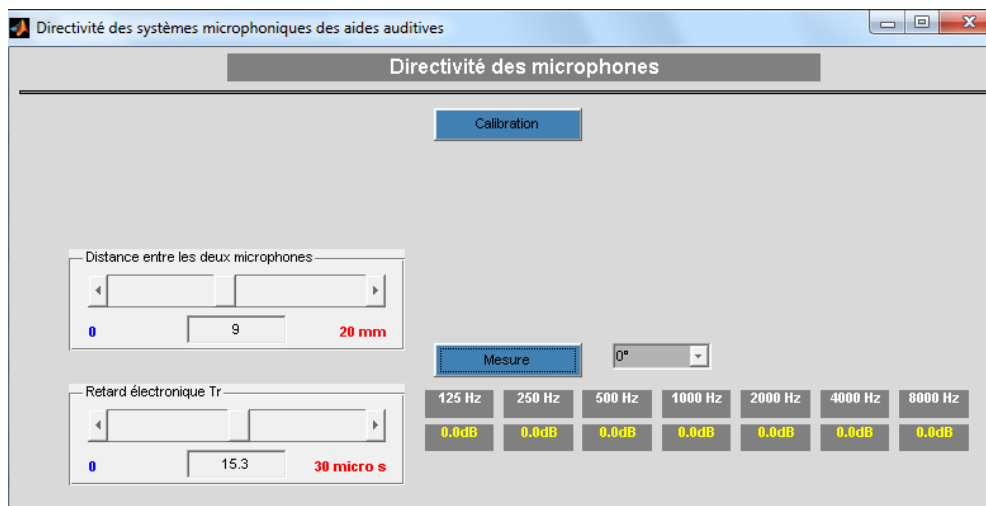 Directivité des systèmes microphoniques des aides auditives
Directivité des microphones
Calibration
Distance entre les deux microphones
0 9 20 mm
Mesure 0°
Retard électronique Tr
0 15.3 30 micro s
125 Hz 250 Hz 500 Hz 1000 Hz 2000 Hz 4000 Hz 8000 Hz
0.0dB 0.0dB 0.0dB 0.0dB 0.0dB 0.0dB 0.0dB